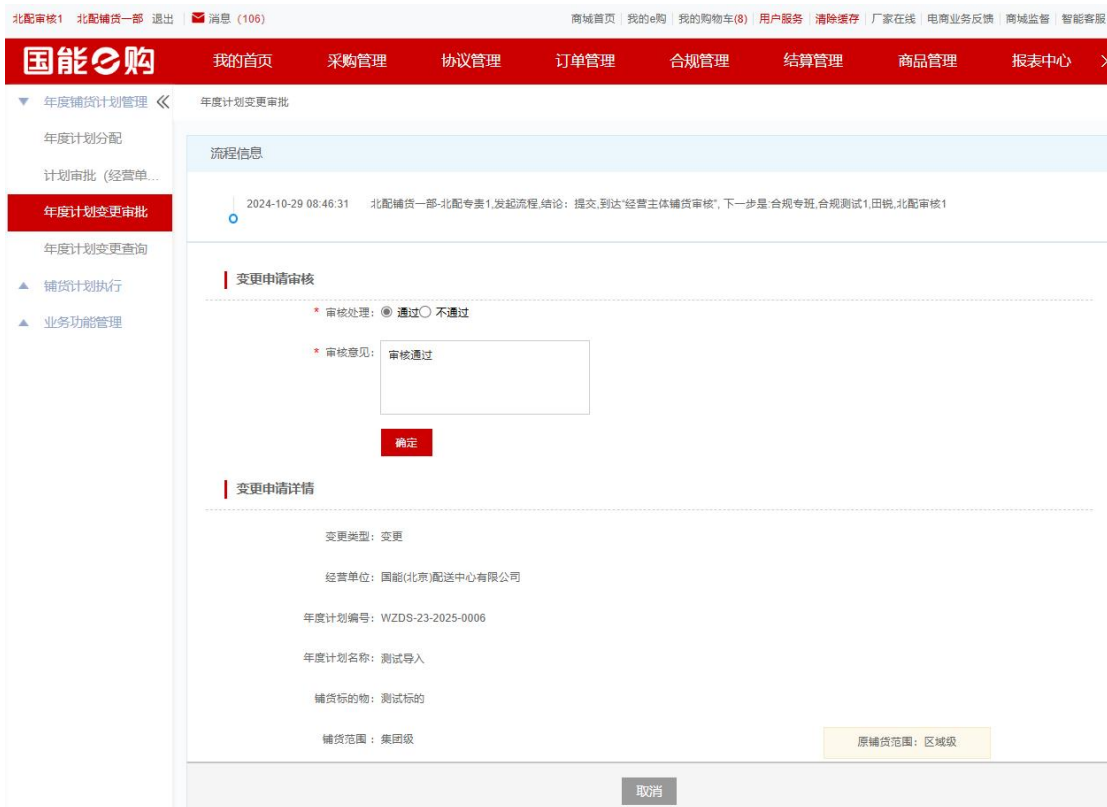 北配审核1 北配铺货一部 退出 消息 (106) 商城首页 我的e购 我的购物车(8) 用户服务 清除缓存 厂家在线 电商业务反馈 商城监督 智能客服
国能e购 我的首页 采购管理 协议管理 订单管理 合规管理 结算管理 商品管理 报表中心
年度铺货计划管理 年度计划变更审批
年度计划分配
流程信息
计划审批（经营单...
年度计划变更审批
2024-10-29 08:46:31 北配铺货一部-北配专责1,发起流程,结论：提交,到达“经营主体铺货审核”, 下一步是:合规专班,合规测试1,田锐,北配审核1
年度计划变更查询
铺货计划执行
变更申请审核
* 审核处理： 通过 不通过
业务功能管理
* 审核意见： 审核通过
确定
变更申请详情
变更类型： 变更
经营单位： 国能(北京)配送中心有限公司
年度计划编号： WZDS-23-2025-0006
年度计划名称： 测试导入
铺货标的物： 测试标的
铺货范围 ： 集团级 原铺货范围：区域级
取消